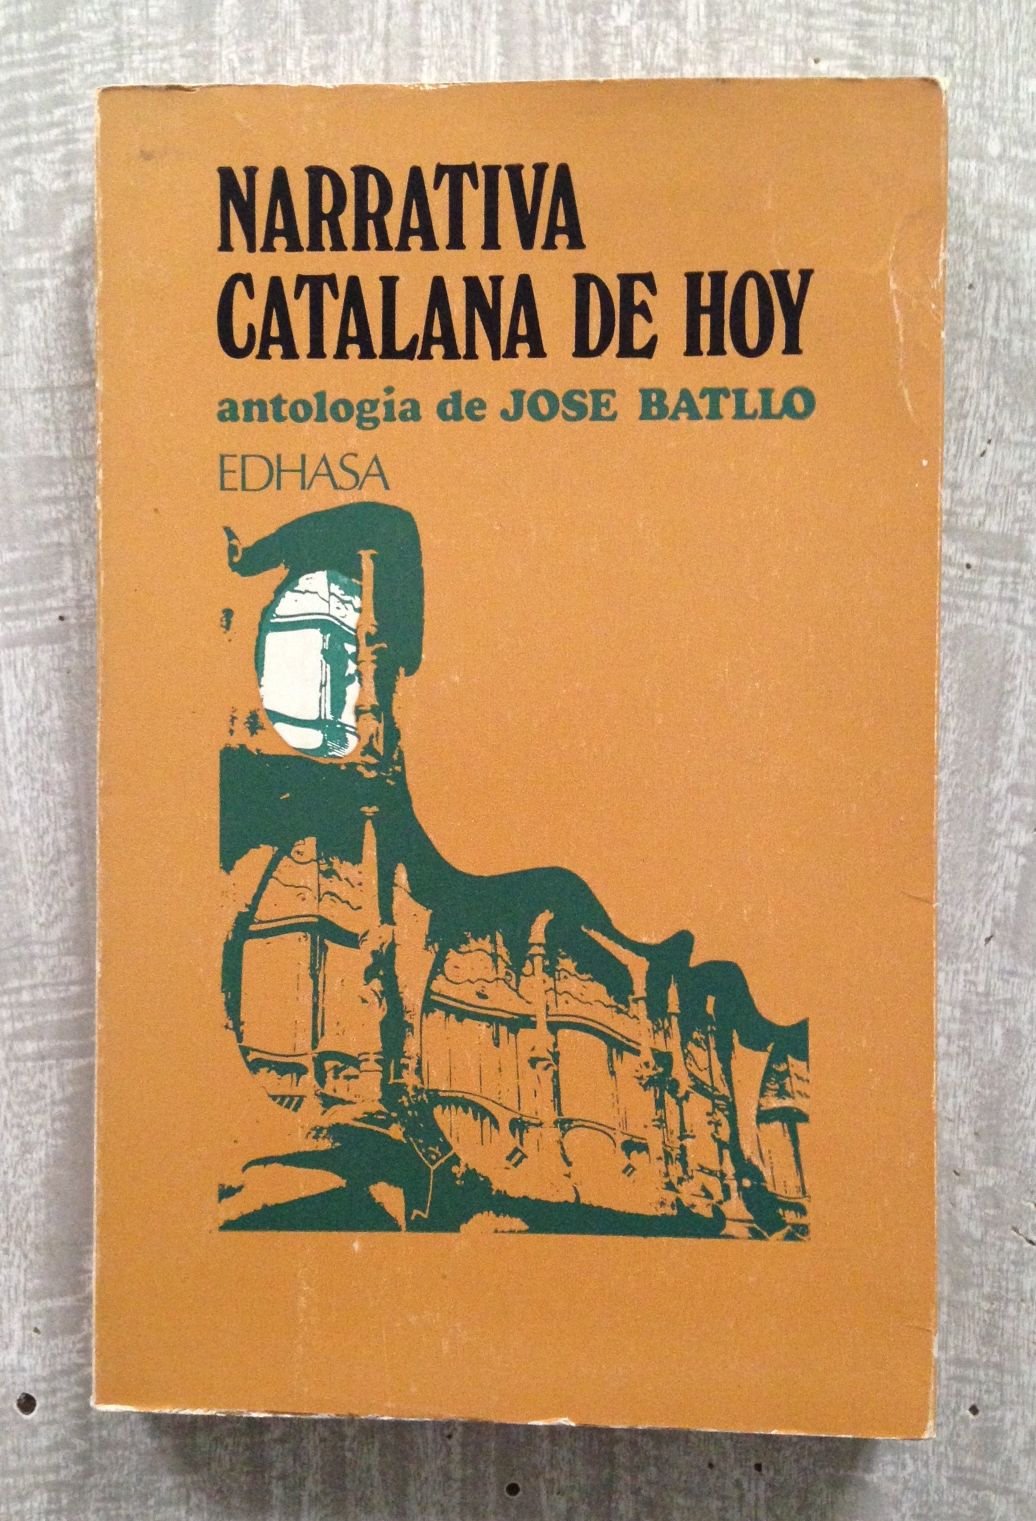 NARRATIVA
CATALANA DE HOY
antologia de JOSE BATLLO
EDHASA